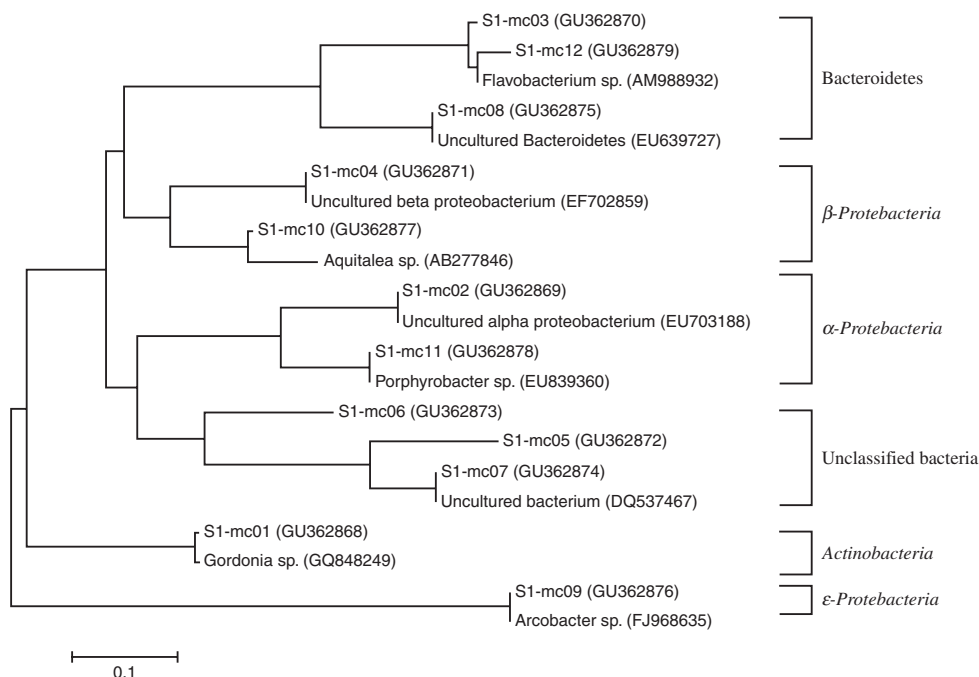 S1-mc03 (GU362870)
S1-mc12 (GU362879)
Flavobacterium sp. (AM988932)
Bacteroidetes
S1-mc08 (GU362875)
Uncultured Bacteroidetes (EU639727)
S1-mc04 (GU362871)
Uncultured beta proteobacterium (EF702859)
β-Protebacteria
S1-mc10 (GU362877)
Aquitalea sp. (AB277846)
S1-mc02 (GU362869)
Uncultured alpha proteobacterium (EU703188)
α-Protebacteria
S1-mc11 (GU362878)
Porphyrobacter sp. (EU839360)
S1-mc06 (GU362873)
S1-mc05 (GU362872)
Unclassified bacteria
S1-mc07 (GU362874)
Uncultured bacterium (DQ537467)
S1-mc01 (GU362868)
Actinobacteria
Gordonia sp. (GQ848249)
S1-mc09 (GU362876)
ε-Protebacteria
Arcobacter sp. (FJ968635)
0.1